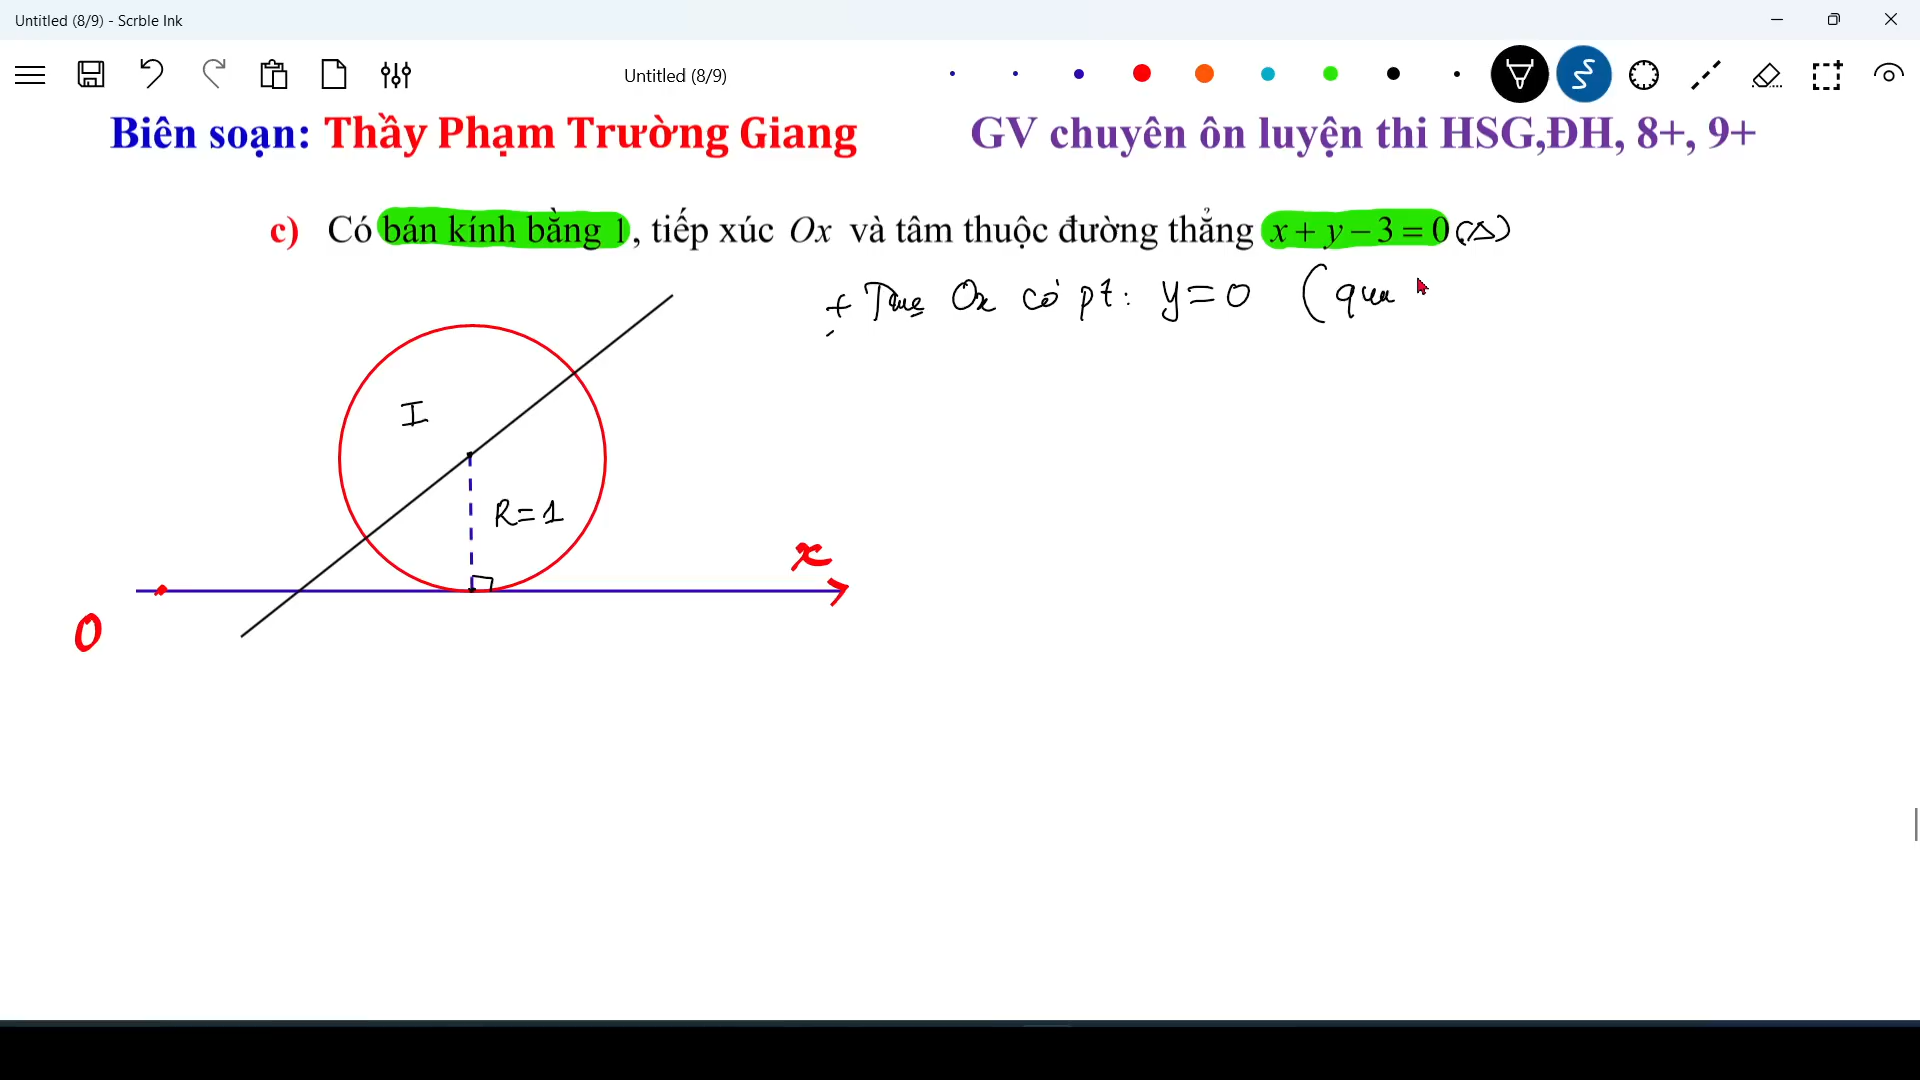 Untitled (8/9) - Scrble Ink
Untitled (8/9)
Biên soạn: Thầy Phạm Trường Giang GV chuyên ôn luyện thi HSG,ĐH, 8+, 9+
c) Có bán kính bằng 1, tiếp xúc Ox và tâm thuộc đường thẳng x + y − 3 = 0 (Δ)
+ Trục Ox có pt: y = 0 (qua
I
R = 1
x
O